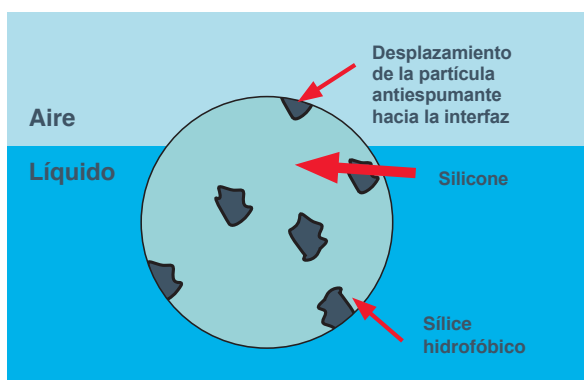 Desplazamiento
de la partícula
antiespumante
hacia la interfaz
Aire
Líquido
Silicone
Sílice
hidrofóbico